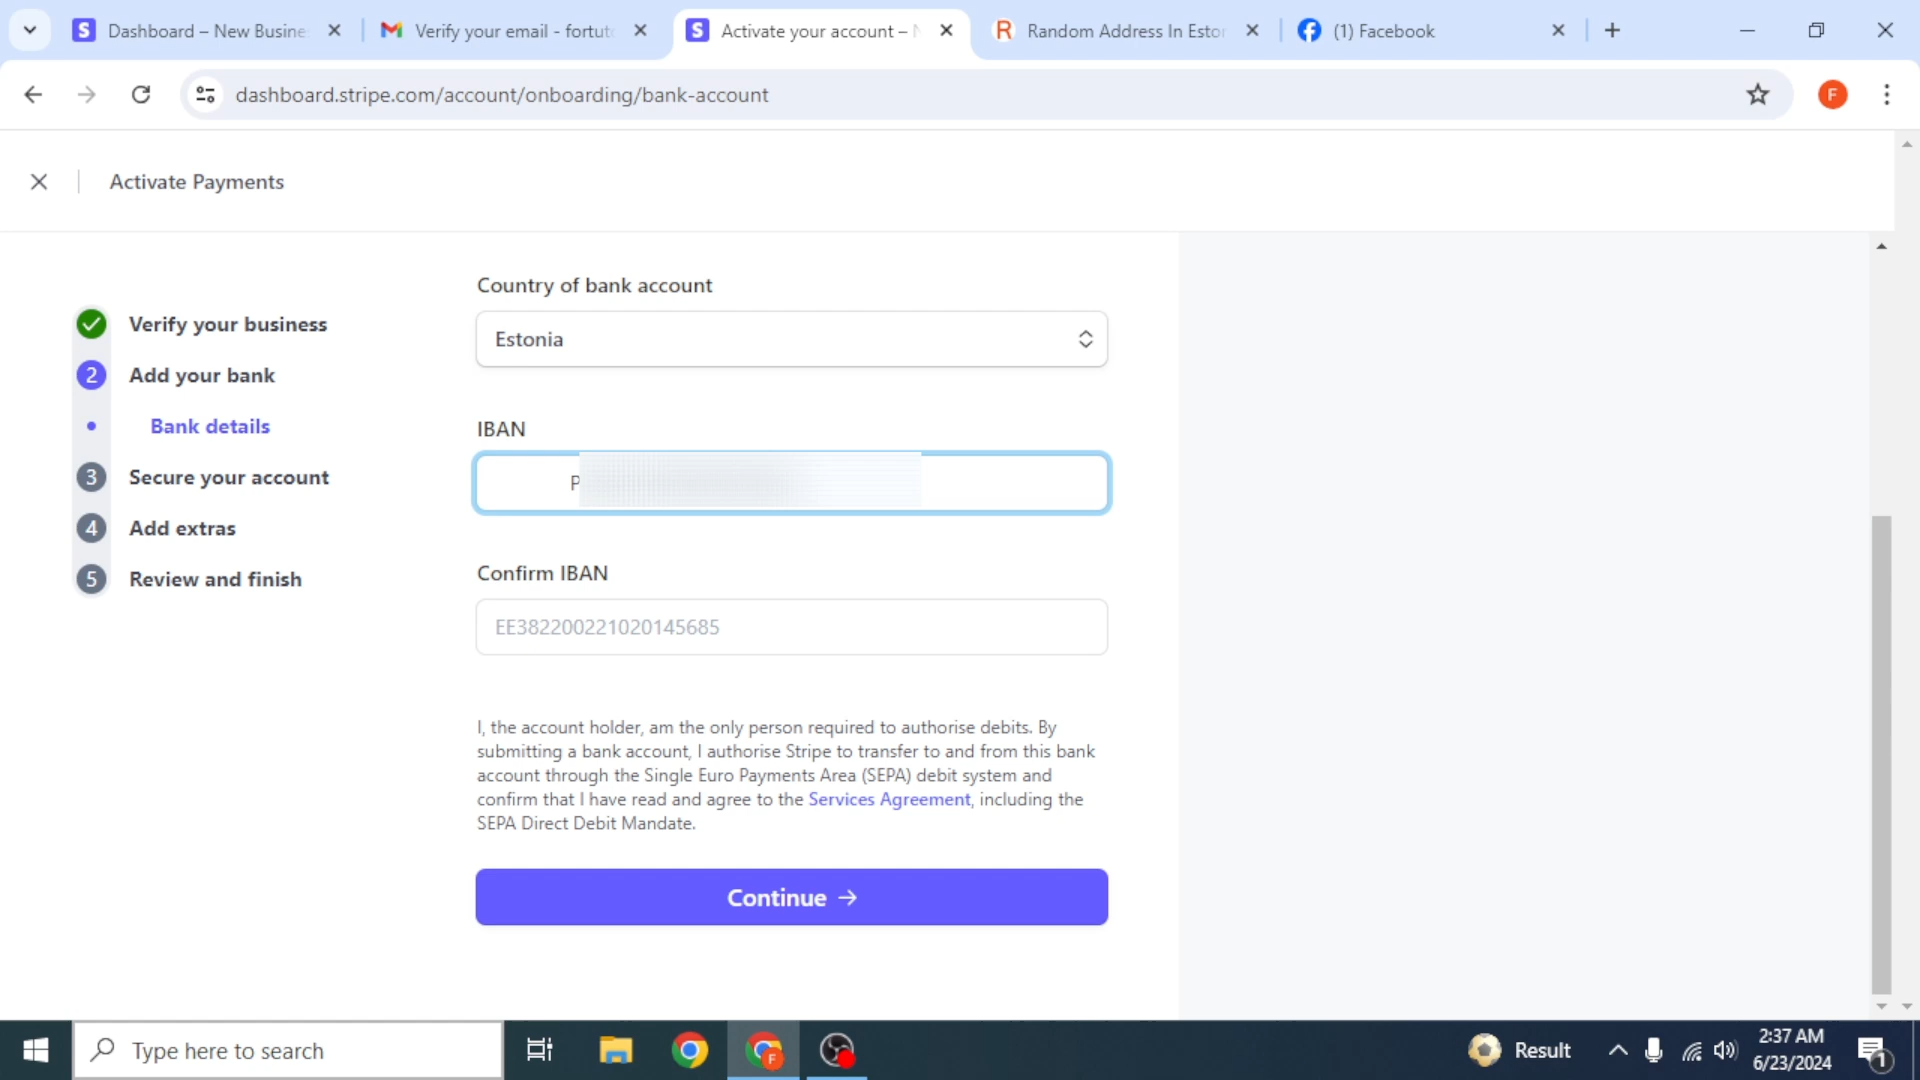 Dashboard – New Busine
Verify your email - fortut
Activate your account –
Random Address In Esto
(1) Facebook
dashboard.stripe.com/account/onboarding/bank-account
F
Activate Payments
Verify your business
2 Add your bank
Bank details
3 Secure your account
4 Add extras
5 Review and finish
Country of bank account
Estonia
IBAN
P
Confirm IBAN
EE382200221020145685
I, the account holder, am the only person required to authorise debits. By
submitting a bank account, I authorise Stripe to transfer to and from this bank
account through the Single Euro Payments Area (SEPA) debit system and
confirm that I have read and agree to the Services Agreement, including the
SEPA Direct Debit Mandate.
Continue →
Type here to search
Result
2:37 AM
6/23/2024
1